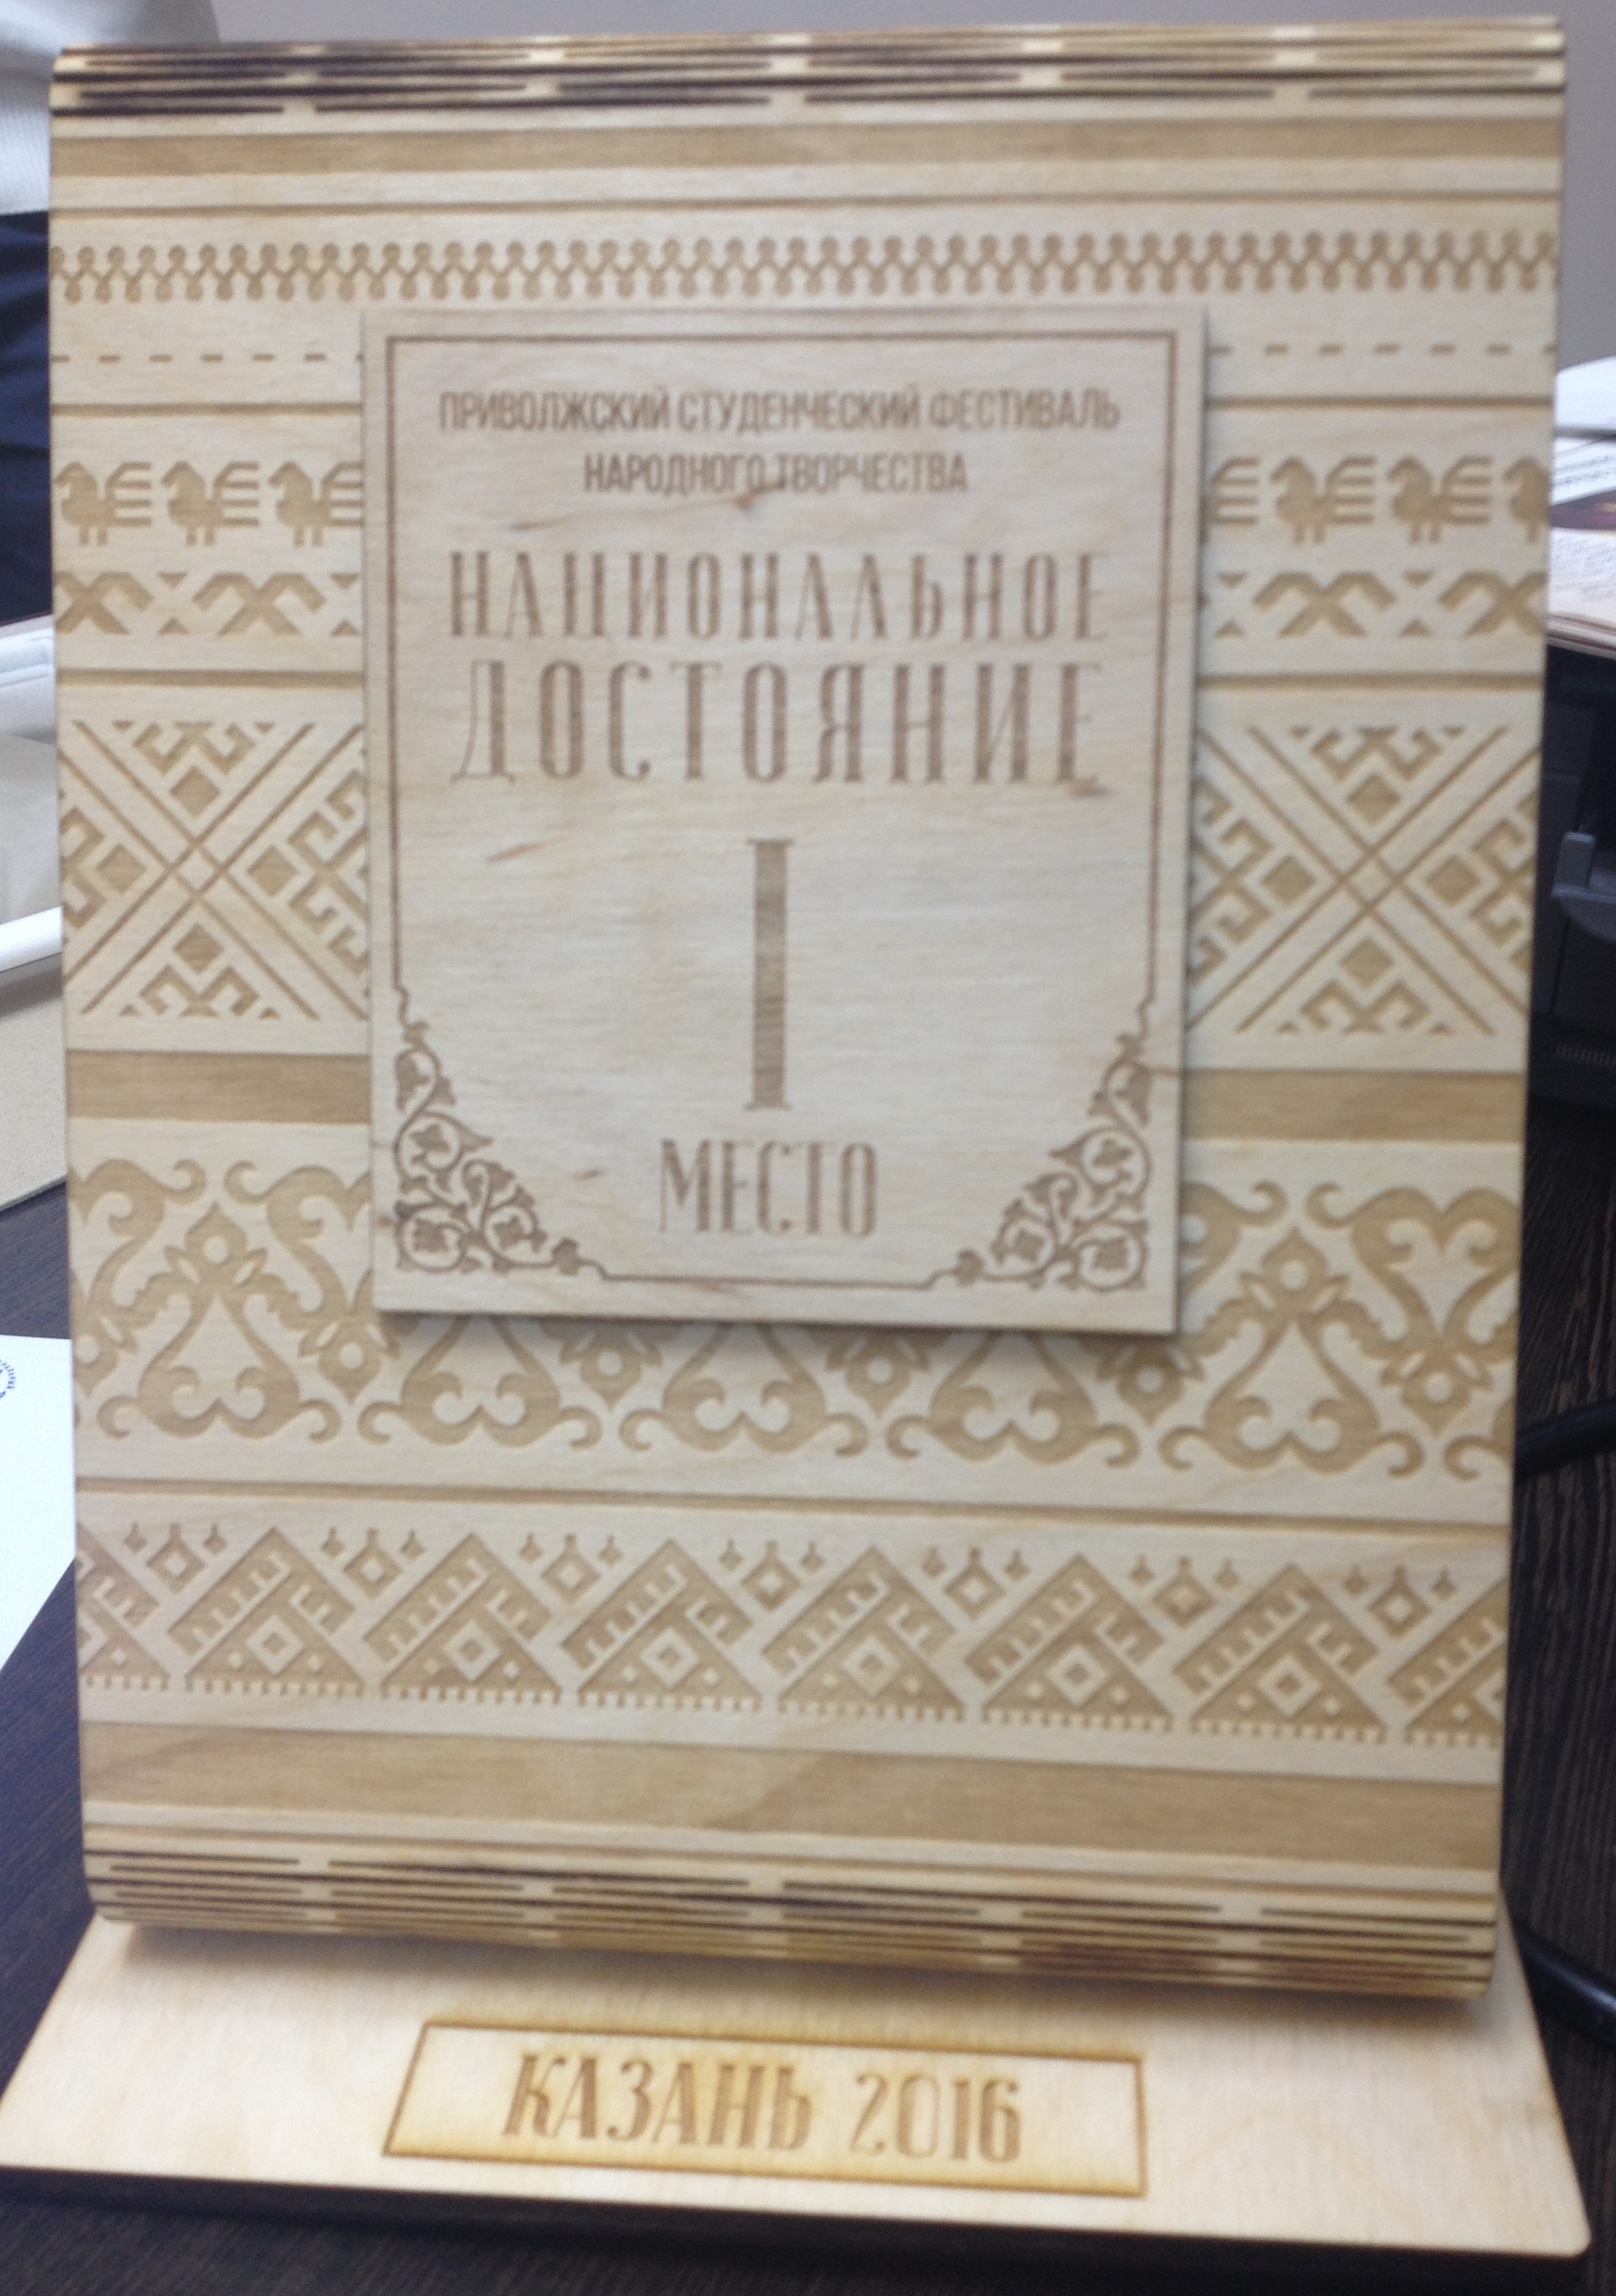 ПРИВОЛЖСКИЙ СТУДЕНЧЕСКИЙ ФЕСТИВАЛЬ
НАРОДНОГО ТВОРЧЕСТВА
НАЦИОНАЛЬНОЕ
ДОСТОЯНИЕ
I
МЕСТО
КАЗАНЬ 2016